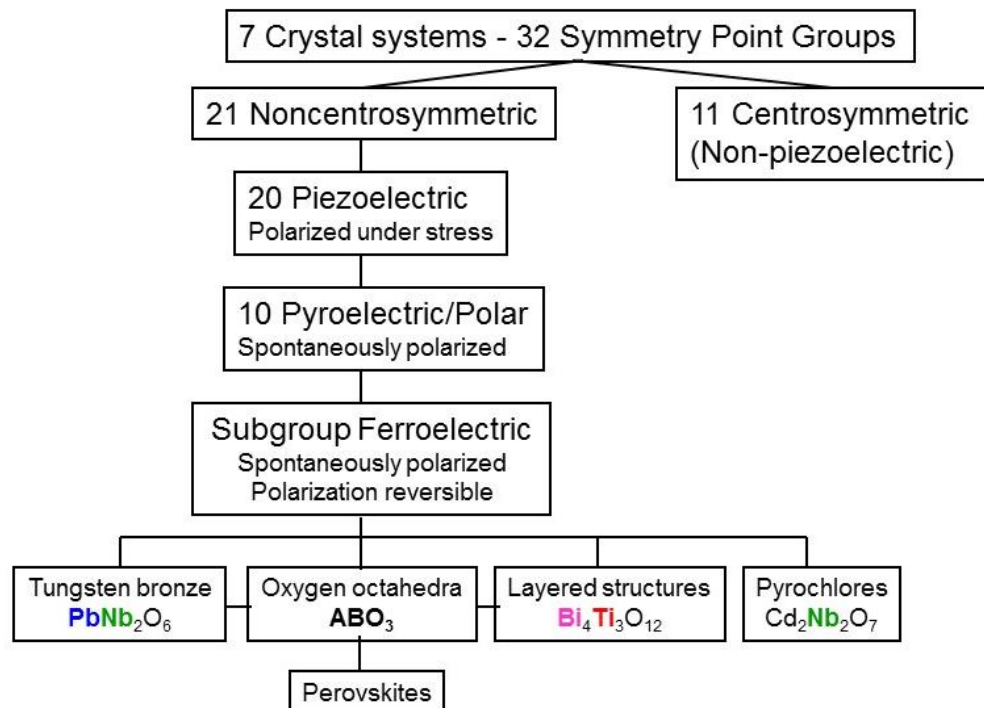 7 Crystal systems - 32 Symmetry Point Groups
21 Noncentrosymmetric
11 Centrosymmetric
(Non-piezoelectric)
20 Piezoelectric
Polarized under stress
10 Pyroelectric/Polar
Spontaneously polarized
Subgroup Ferroelectric
Spontaneously polarized
Polarization reversible
Tungsten bronze
PbNb₂O₆
Oxygen octahedra
ABO₃
Layered structures
Bi₄Ti₃O₁₂
Pyrochlores
Cd₂Nb₂O₇
Perovskites